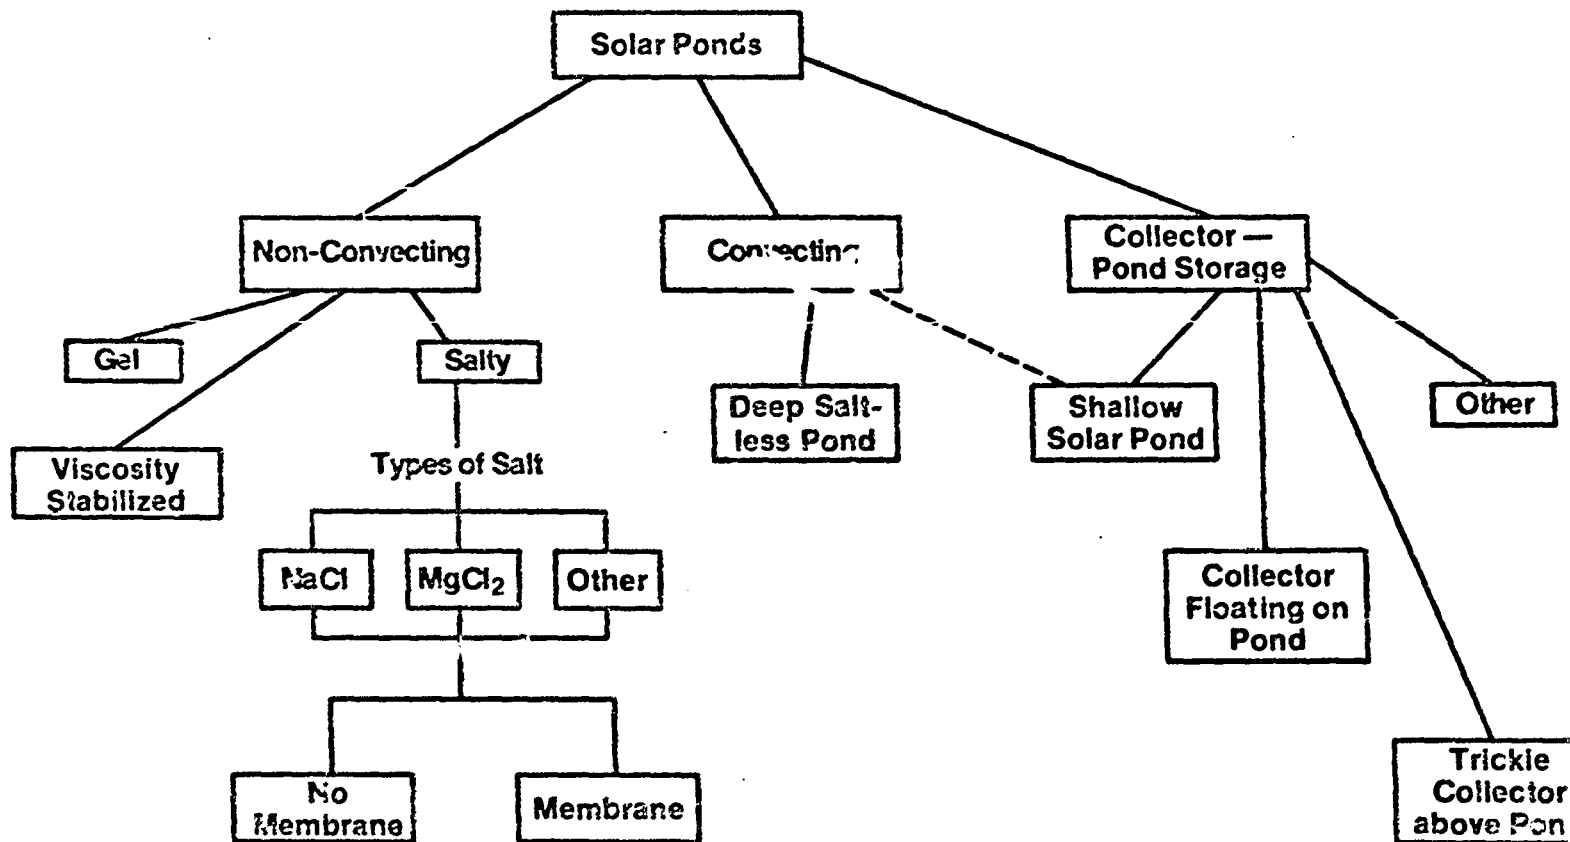 Solar Ponds
Non-Convecting
Convecting
Collector —
Pond Storage
Gel
Salty
Deep Salt-
less Pond
Shallow
Solar Pond
Other
Viscosity
Stabilized
Types of Salt
NaCl
MgCl₂
Other
Collector
Floating on
Pond
No
Membrane
Membrane
Trickle
Collector
above Pon